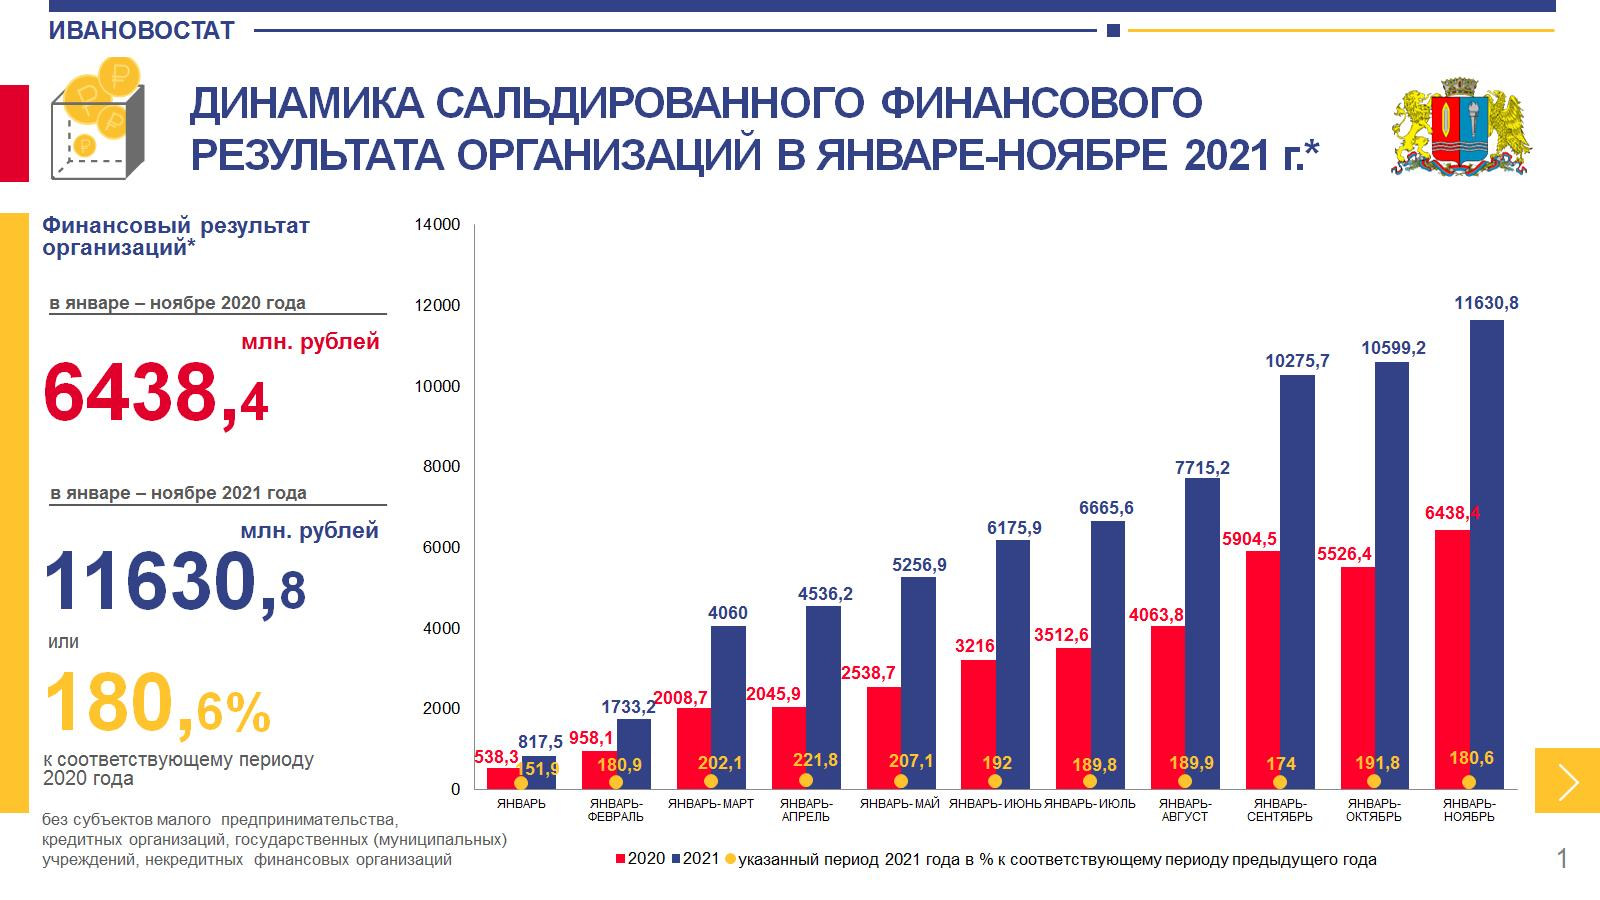 ИВАНОВОСТАТ
ДИНАМИКА САЛЬДИРОВАННОГО ФИНАНСОВОГО
РЕЗУЛЬТАТА ОРГАНИЗАЦИЙ В ЯНВАРЕ-НОЯБРЕ 2021 г.*
Финансовый результат
организаций*
в январе – ноябре 2020 года
млн. рублей
6438,4
в январе – ноябре 2021 года
млн. рублей
11630,8
или
180,6%
к соответствующему периоду
2020 года
без субъектов малого предпринимательства,
кредитных организаций, государственных (муниципальных)
учреждений, некредитных финансовых организаций
14000
12000
10000
8000
6000
4000
2000
0
538,3
817,5
151,9
958,1
1733,2
180,9
2008,7
4060
202,1
2045,9
4536,2
221,8
2538,7
5256,9
207,1
3216
6175,9
192
3512,6
6665,6
189,8
4063,8
7715,2
189,9
5904,5
10275,7
174
5526,4
10599,2
191,8
6438,4
11630,8
180,6
ЯНВАРЬ
ЯНВАРЬ-
ФЕВРАЛЬ
ЯНВАРЬ- МАРТ
ЯНВАРЬ-
АПРЕЛЬ
ЯНВАРЬ- МАЙ
ЯНВАРЬ- ИЮНЬ
ЯНВАРЬ- ИЮЛЬ
ЯНВАРЬ-
АВГУСТ
ЯНВАРЬ-
СЕНТЯБРЬ
ЯНВАРЬ-
ОКТЯБРЬ
ЯНВАРЬ-
НОЯБРЬ
2020 2021 указанный период 2021 года в % к соответствующему периоду предыдущего года
1